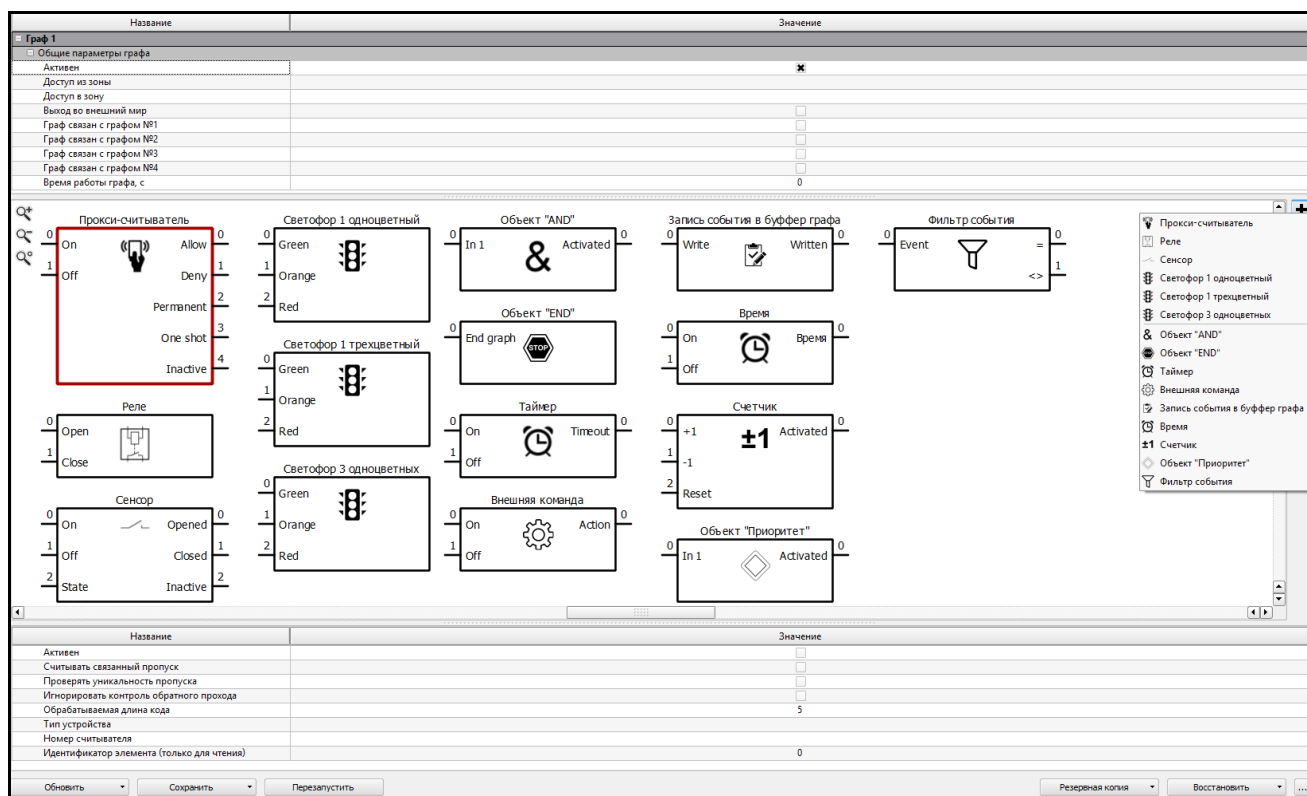 Название Значение
Граф 1
Общие параметры графа
Активен
Доступ из зоны
Доступ в зону
Выход во внешний мир
Граф связан с графом №1
Граф связан с графом №2
Граф связан с графом №3
Граф связан с графом №4
Время работы графа, с 0
Прокси-считыватель
0 On Allow 0
1 Off Deny 1
Permanent 2
One shot 3
Inactive 4
Реле
0 Open
1 Close
Сенсор
0 On Opened 0
1 Off Closed 1
2 State Inactive 2
Светофор 1 одноцветный
0 Green
1 Orange
2 Red
Светофор 1 трехцветный
0 Green
1 Orange
2 Red
Светофор 3 одноцветных
0 Green
1 Orange
2 Red
Объект "AND"
0 In 1 & Activated 0
Объект "END"
0 End graph STOP
Таймер
0 On Timeout 0
1 Off
Внешняя команда
0 On Action 0
1 Off
Запись события в буффер графа
0 Write Written 0
Время
0 On Время 0
1 Off
Счетчик
0 +1 ±1 Activated 0
1 -1
2 Reset
Объект "Приоритет"
0 In 1 Activated 0
Фильтр события
0 Event = 0
<> 1
Прокси-считыватель
Реле
Сенсор
Светофор 1 одноцветный
Светофор 1 трехцветный
Светофор 3 одноцветных
& Объект "AND"
Объект "END"
Таймер
Внешняя команда
Запись события в буффер графа
Время
±1 Счетчик
Объект "Приоритет"
Фильтр события
Название Значение
Активен
Считывать связанный пропуск
Проверять уникальность пропуска
Игнорировать контроль обратного прохода
Обрабатываемая длина кода 5
Тип устройства
Номер считывателя
Идентификатор элемента (только для чтения) 0
Обновить Сохранить Перезапустить Резервная копия Восстановить ...